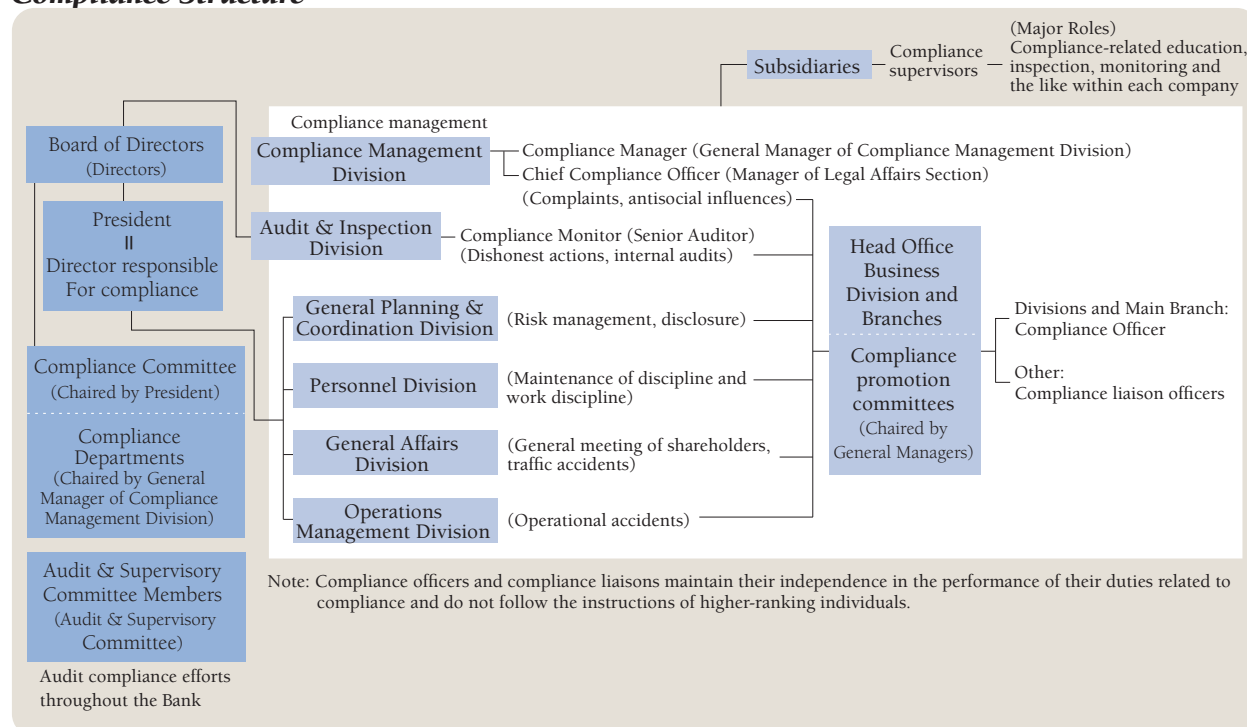 Compliance Structure
Subsidiaries
Compliance
supervisors
(Major Roles)
Compliance-related education,
inspection, monitoring and
the like within each company
Board of Directors
(Directors)
President
=
Director responsible
For compliance
Compliance Committee
(Chaired by President)
Compliance
Departments
(Chaired by General
Manager of Compliance
Management Division)
Audit & Supervisory
Committee Members
(Audit & Supervisory
Committee)
Audit compliance efforts
throughout the Bank
Compliance management
Compliance Management
Division
Compliance Manager (General Manager of Compliance Management Division)
Chief Compliance Officer (Manager of Legal Affairs Section)
(Complaints, antisocial influences)
Audit & Inspection
Division
Compliance Monitor (Senior Auditor)
(Dishonest actions, internal audits)
General Planning &
Coordination Division
(Risk management, disclosure)
Personnel Division
(Maintenance of discipline and
work discipline)
General Affairs
Division
(General meeting of shareholders,
traffic accidents)
Operations
Management Division
(Operational accidents)
Head Office
Business
Division and
Branches
Compliance
promotion
committees
(Chaired by
General Managers)
Divisions and Main Branch:
Compliance Officer
Other:
Compliance liaison officers
Note: Compliance officers and compliance liaisons maintain their independence in the performance of their duties related to
compliance and do not follow the instructions of higher-ranking individuals.